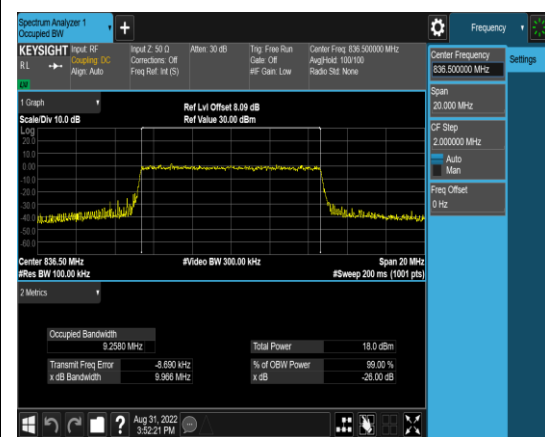 Spectrum Analyzer 1
Occupied BW
Frequency
KEYSIGHT
RL
Input: RF
Coupling: DC
Align: Auto
Input Z: 50 Ω
Corrections: Off
Freq Ref: Int (S)
Atten: 30 dB
Trig: Free Run
Gate: Off
#IF Gain: Low
Center Freq: 836.500000 MHz
Avg|Hold: 100/100
Radio Std: None
1 Graph
Scale/Div 10.0 dB
Ref Lvl Offset 8.09 dB
Ref Value 30.00 dBm
Log
20.0
10.0
0.00
-10.0
-20.0
-30.0
-40.0
-50.0
-60.0
Center 836.50 MHz
#Res BW 100.00 kHz
#Video BW 300.00 kHz
Span 20 MHz
#Sweep 200 ms (1001 pts)
2 Metrics
Occupied Bandwidth
9.2580 MHz
Transmit Freq Error -8.690 kHz
x dB Bandwidth 9.966 MHz
Total Power 18.0 dBm
% of OBW Power 99.00 %
x dB -26.00 dB
Center Frequency
836.500000 MHz
Span
20.000 MHz
CF Step
2.000000 MHz
Auto
Man
Freq Offset
0 Hz
Settings
?
Aug 31, 2022
3:52:21 PM